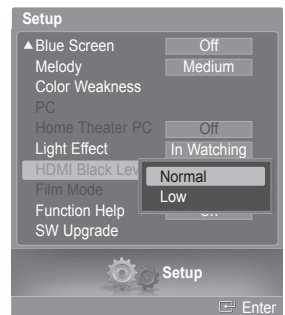 Setup
▲Blue Screen Off
Melody Medium
Color Weakness
PC
Home Theater PC Off
Light Effect In Watching
HDMI Black Lev
Normal
Film Mode
Low
Function Help Off
SW Upgrade
Setup
Enter